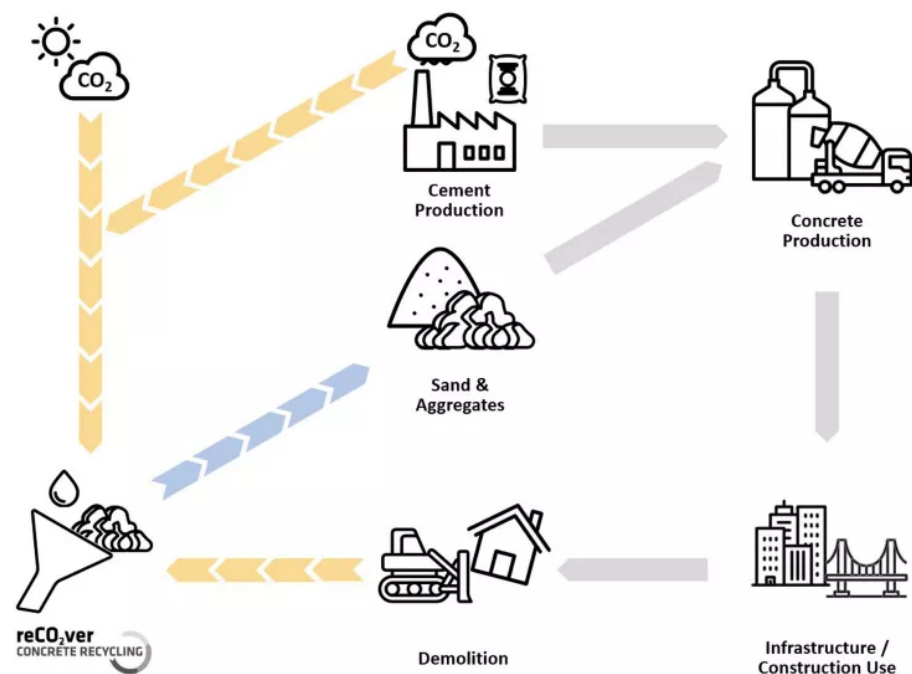 CO₂
CO₂
Cement
Production
Concrete
Production
Sand &
Aggregates
reCO₂ver
CONCRETE RECYCLING
Demolition
Infrastructure /
Construction Use